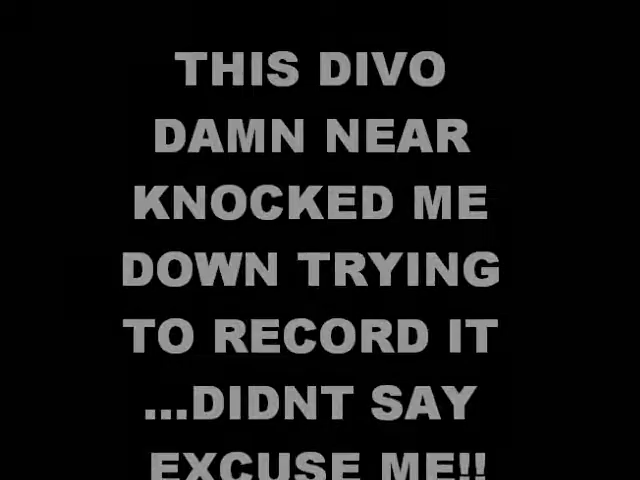 THIS DIVO
DAMN NEAR
KNOCKED ME
DOWN TRYING
TO RECORD IT
...DIDNT SAY
EXCUSE ME!!